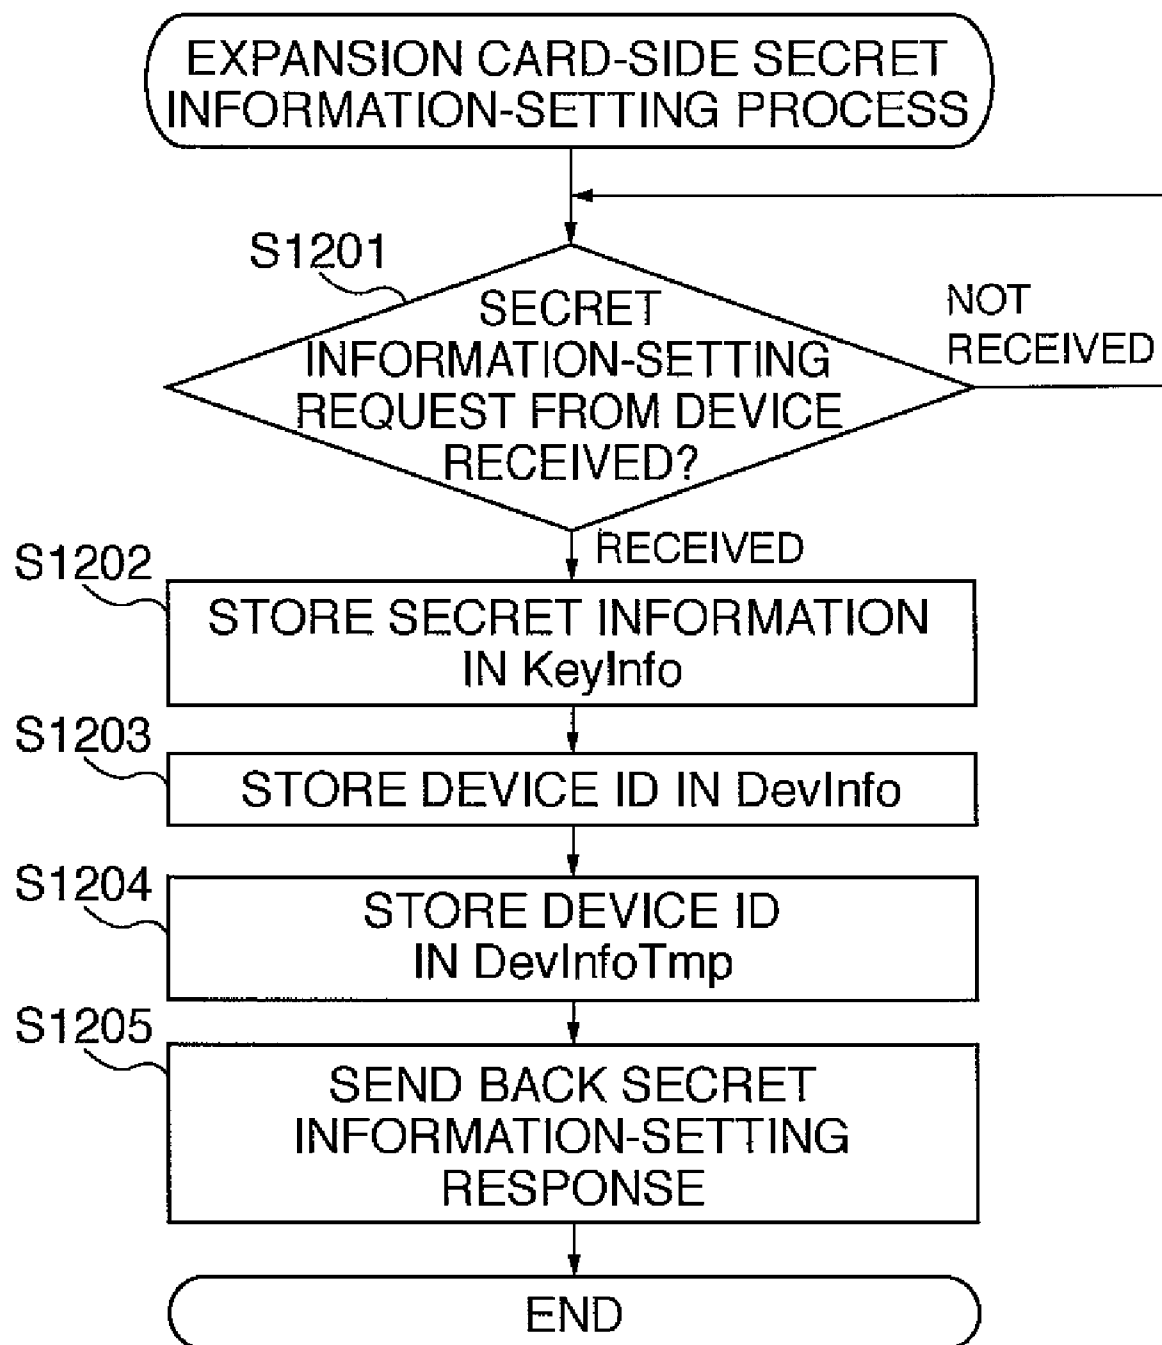 EXPANSION CARD-SIDE SECRET
INFORMATION-SETTING PROCESS
S1201
SECRET
INFORMATION-SETTING
REQUEST FROM DEVICE
RECEIVED?
NOT
RECEIVED
RECEIVED
S1202
STORE SECRET INFORMATION
IN KeyInfo
S1203
STORE DEVICE ID IN DevInfo
S1204
STORE DEVICE ID
IN DevInfoTmp
S1205
SEND BACK SECRET
INFORMATION-SETTING
RESPONSE
END